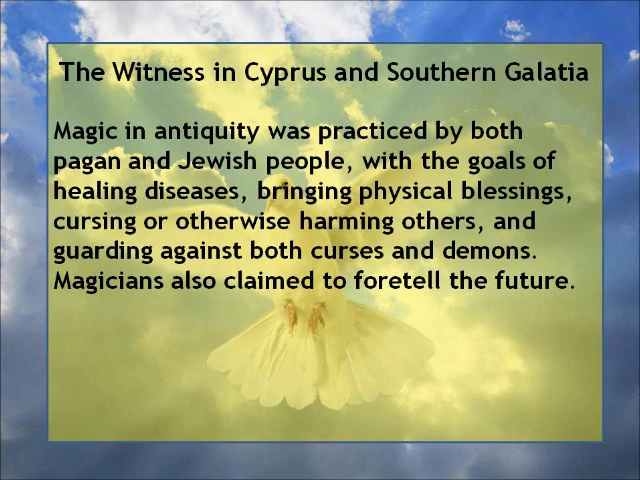 The Witness in Cyprus and Southern Galatia
Magic in antiquity was practiced by both
pagan and Jewish people, with the goals of
healing diseases, bringing physical blessings,
cursing or otherwise harming others, and
guarding against both curses and demons.
Magicians also claimed to foretell the future.